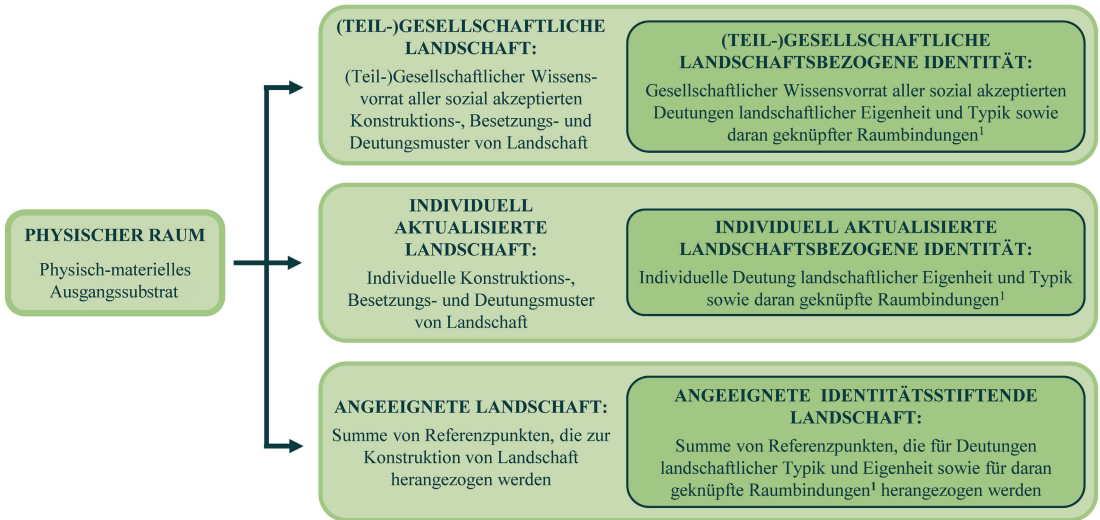 PHYSISCHER RAUM
Physisch-materielles
Ausgangssubstrat
(TEIL-)GESELLSCHAFTLICHE
LANDSCHAFT:
(Teil-)Gesellschaftlicher Wissens-
vorrat aller sozial akzeptierten
Konstruktions-, Besetzungs- und
Deutungsmuster von Landschaft
(TEIL-)GESELLSCHAFTLICHE
LANDSCHAFTSBEZOGENE IDENTITÄT:
Gesellschaftlicher Wissensvorrat aller sozial akzeptierten
Deutungen landschaftlicher Eigenheit und Typik sowie
daran geknüpfter Raumbindungen¹
INDIVIDUELL
AKTUALISIERTE
LANDSCHAFT:
Individuelle Konstruktions-,
Besetzungs- und Deutungsmuster
von Landschaft
INDIVIDUELL AKTUALISIERTE
LANDSCHAFTSBEZOGENE IDENTITÄT:
Individuelle Deutung landschaftlicher Eigenheit und Typik
sowie daran geknüpfte Raumbindungen¹
ANGEEIGNETE LANDSCHAFT:
Summe von Referenzpunkten, die zur
Konstruktion von Landschaft
herangezogen werden
ANGEEIGNETE IDENTITÄTSSTIFTENDE
LANDSCHAFT:
Summe von Referenzpunkten, die für Deutungen
landschaftlicher Typik und Eigenheit sowie für daran
geknüpfte Raumbindungen¹ herangezogen werden